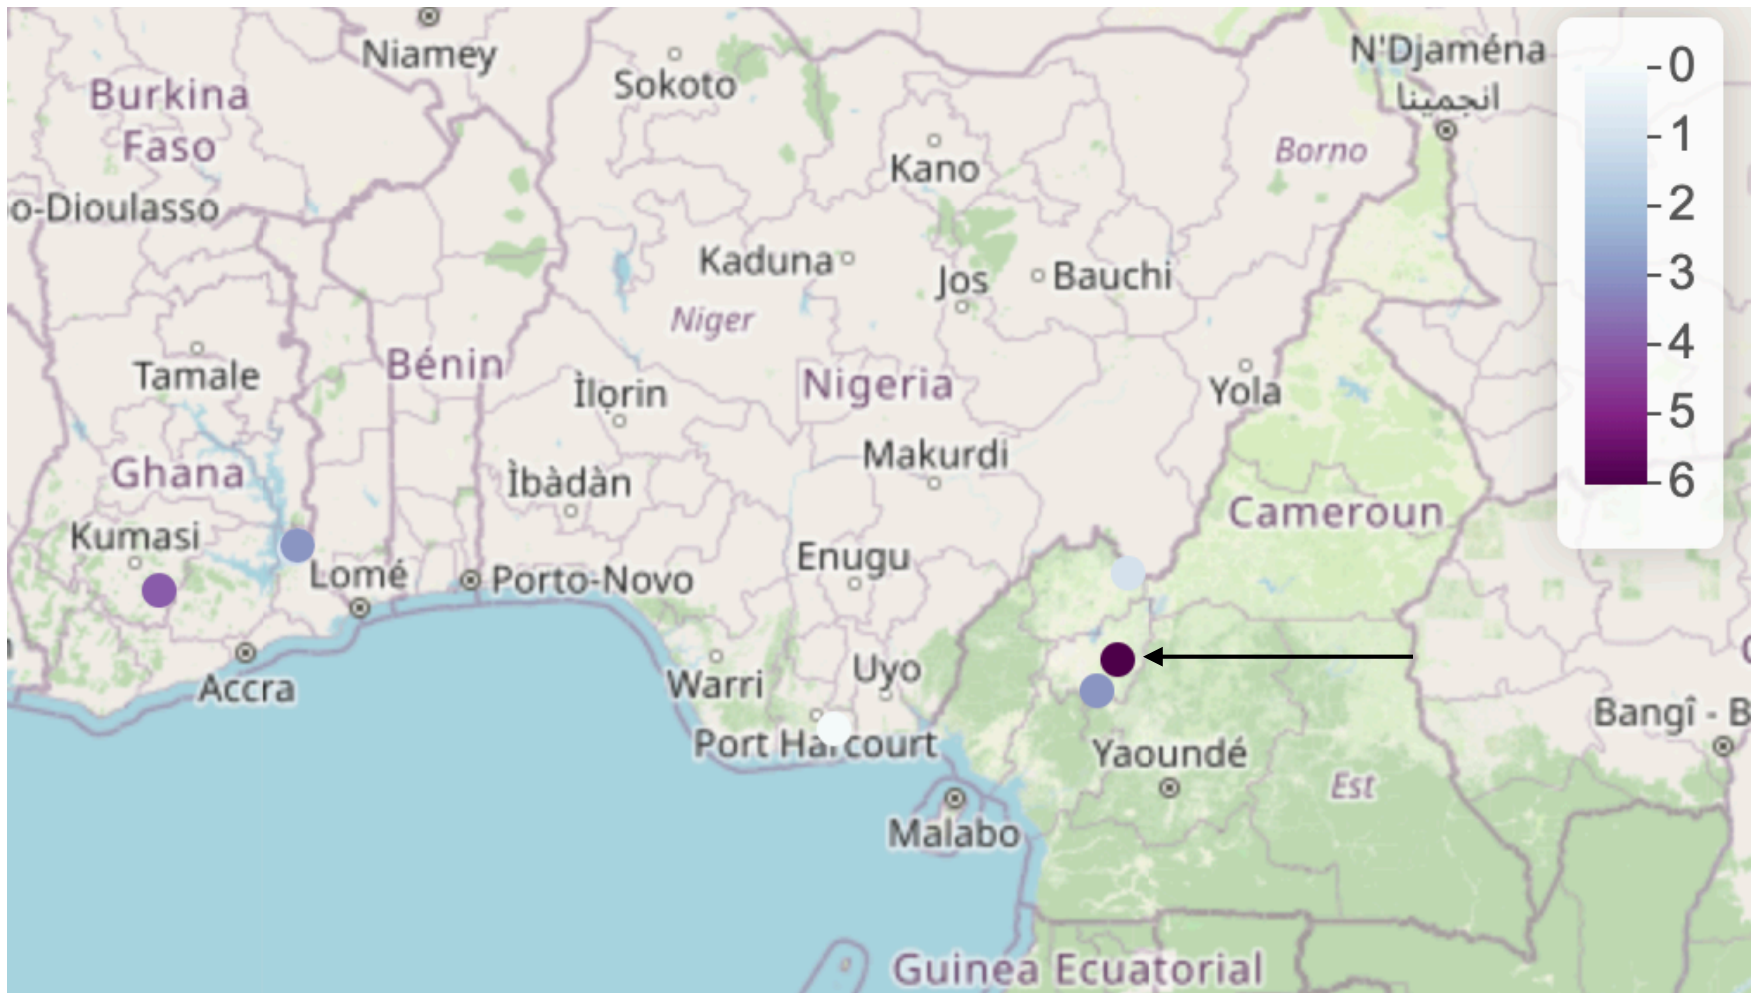 Niamey
Sokoto
N'Djaména
انجمينا
Burkina
Faso
Borno
Kano
o-Dioulasso
Kaduna
Jos
Bauchi
Niger
Tamale
Bénin
Ìlọrin
Nigeria
Yola
Ghana
Ìbàdàn
Makurdi
Cameroun
Kumasi
Enugu
Lomé
Porto-Novo
Accra
Warri
Uyo
Port Harcourt
Yaoundé
Bangî - B
Est
Malabo
Guinea Ecuatorial
0
1
2
3
4
5
6